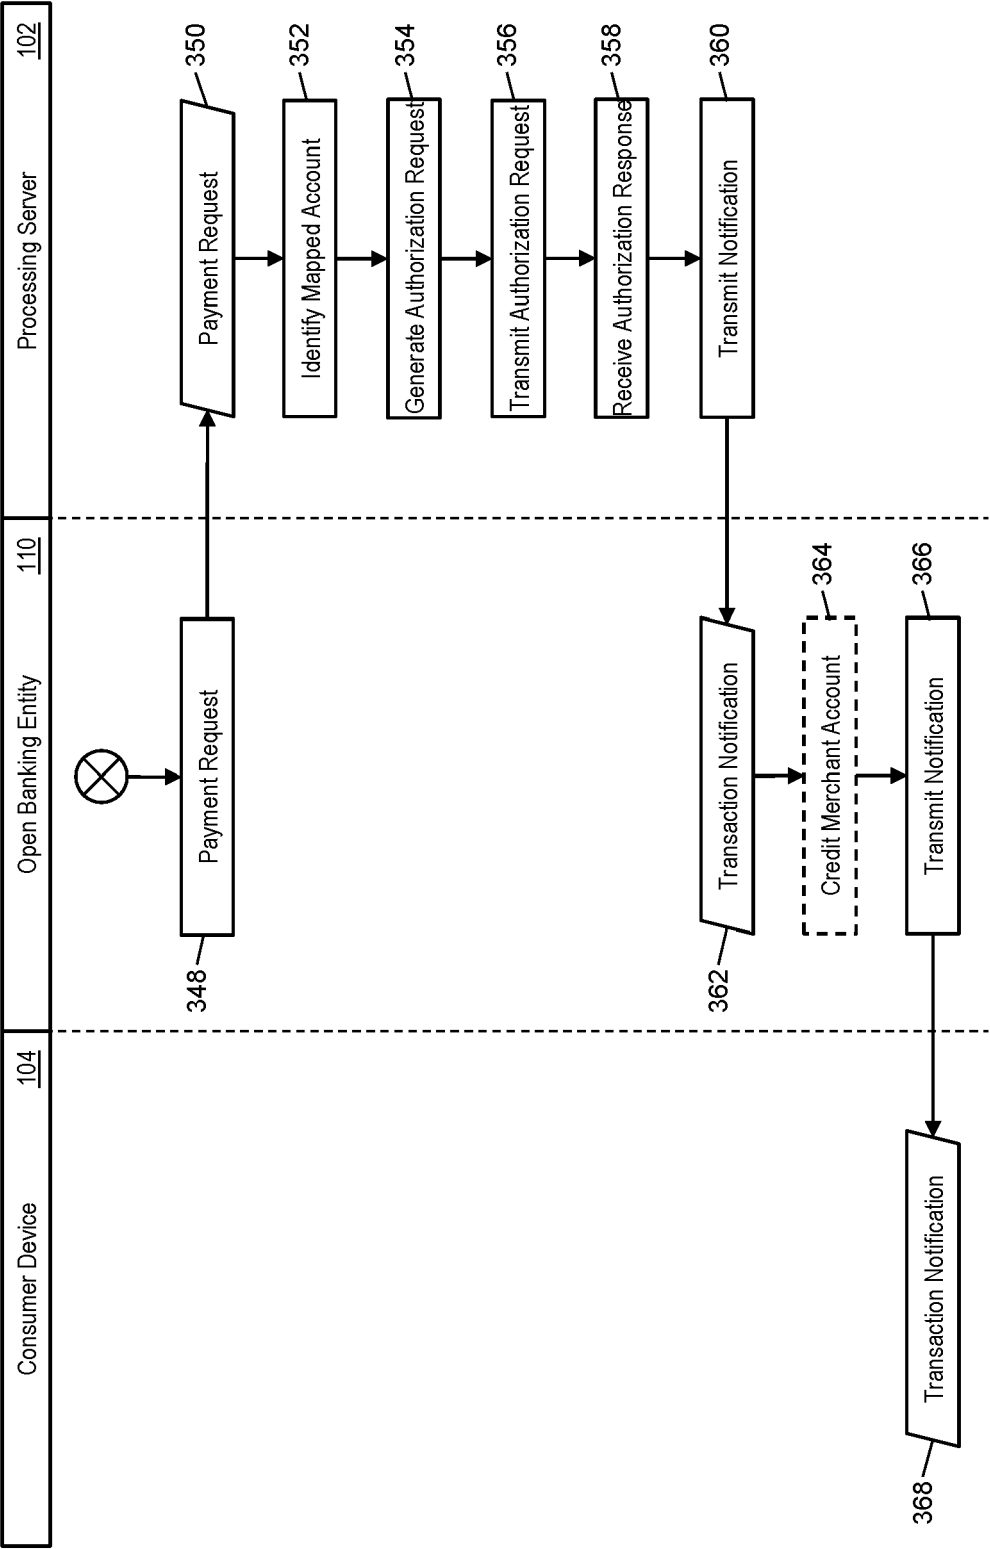 Consumer Device 104
Open Banking Entity 110
Processing Server 102
Payment Request
348
Payment Request
350
Identify Mapped Account
352
Generate Authorization Request
354
Transmit Authorization Request
356
Receive Authorization Response
358
Transmit Notification
360
Transaction Notification
362
Credit Merchant Account
364
Transmit Notification
366
Transaction Notification
368